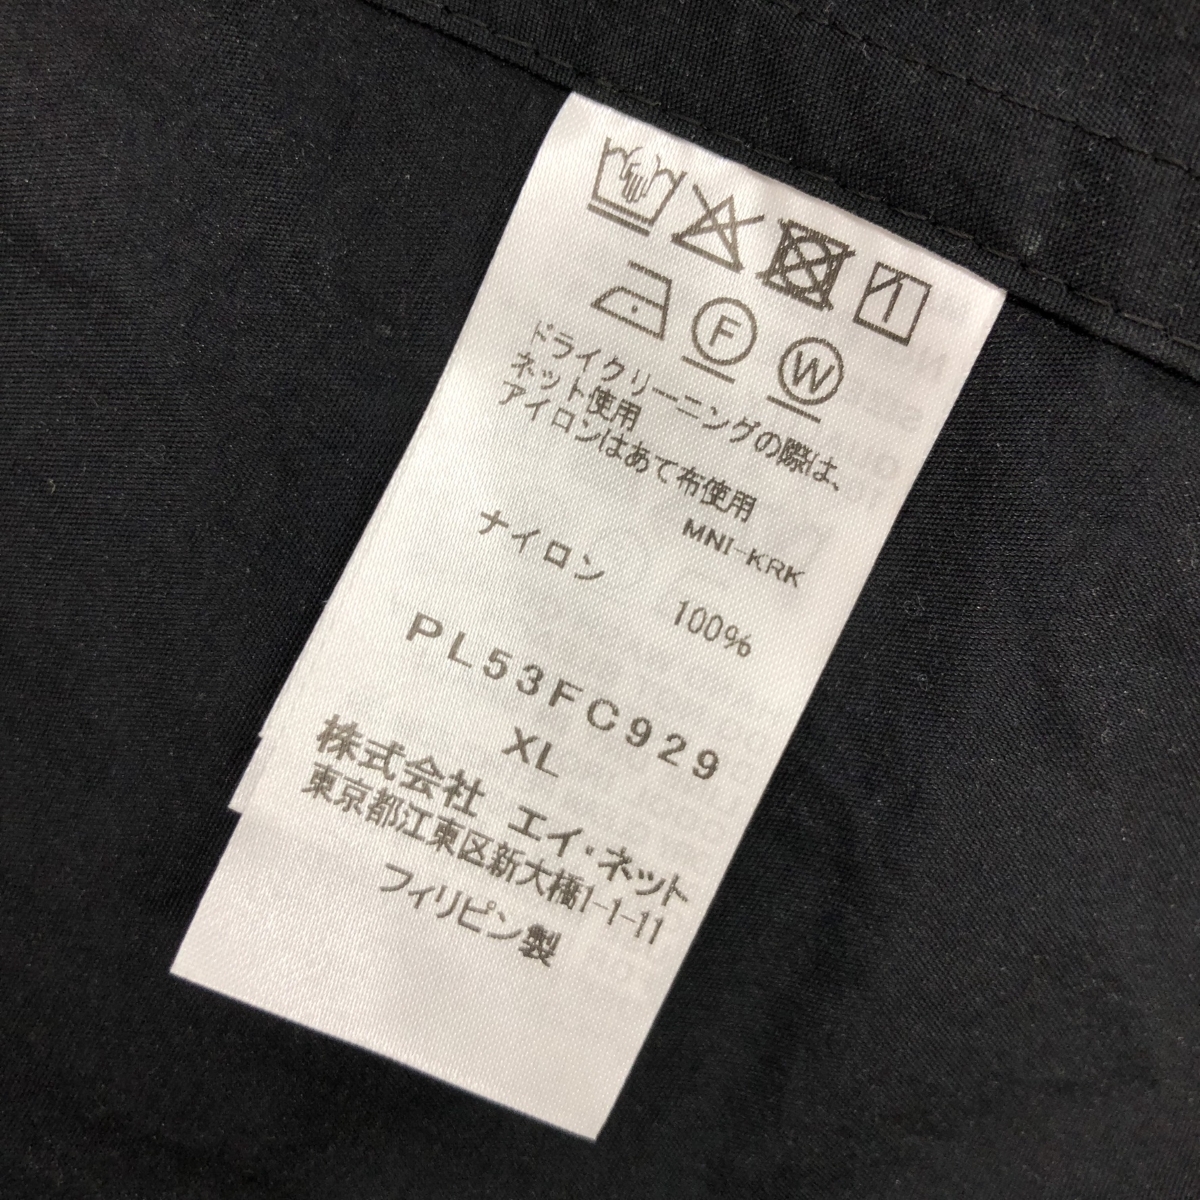 F W
ドライクリーニングの際は、
ネット使用
アイロンはあて布使用
MNI-KRK
ナイロン 100%
PL53FC929
XL
株式会社 エイ・ネット
東京都江東区新大橋1-1-11
フィリピン製